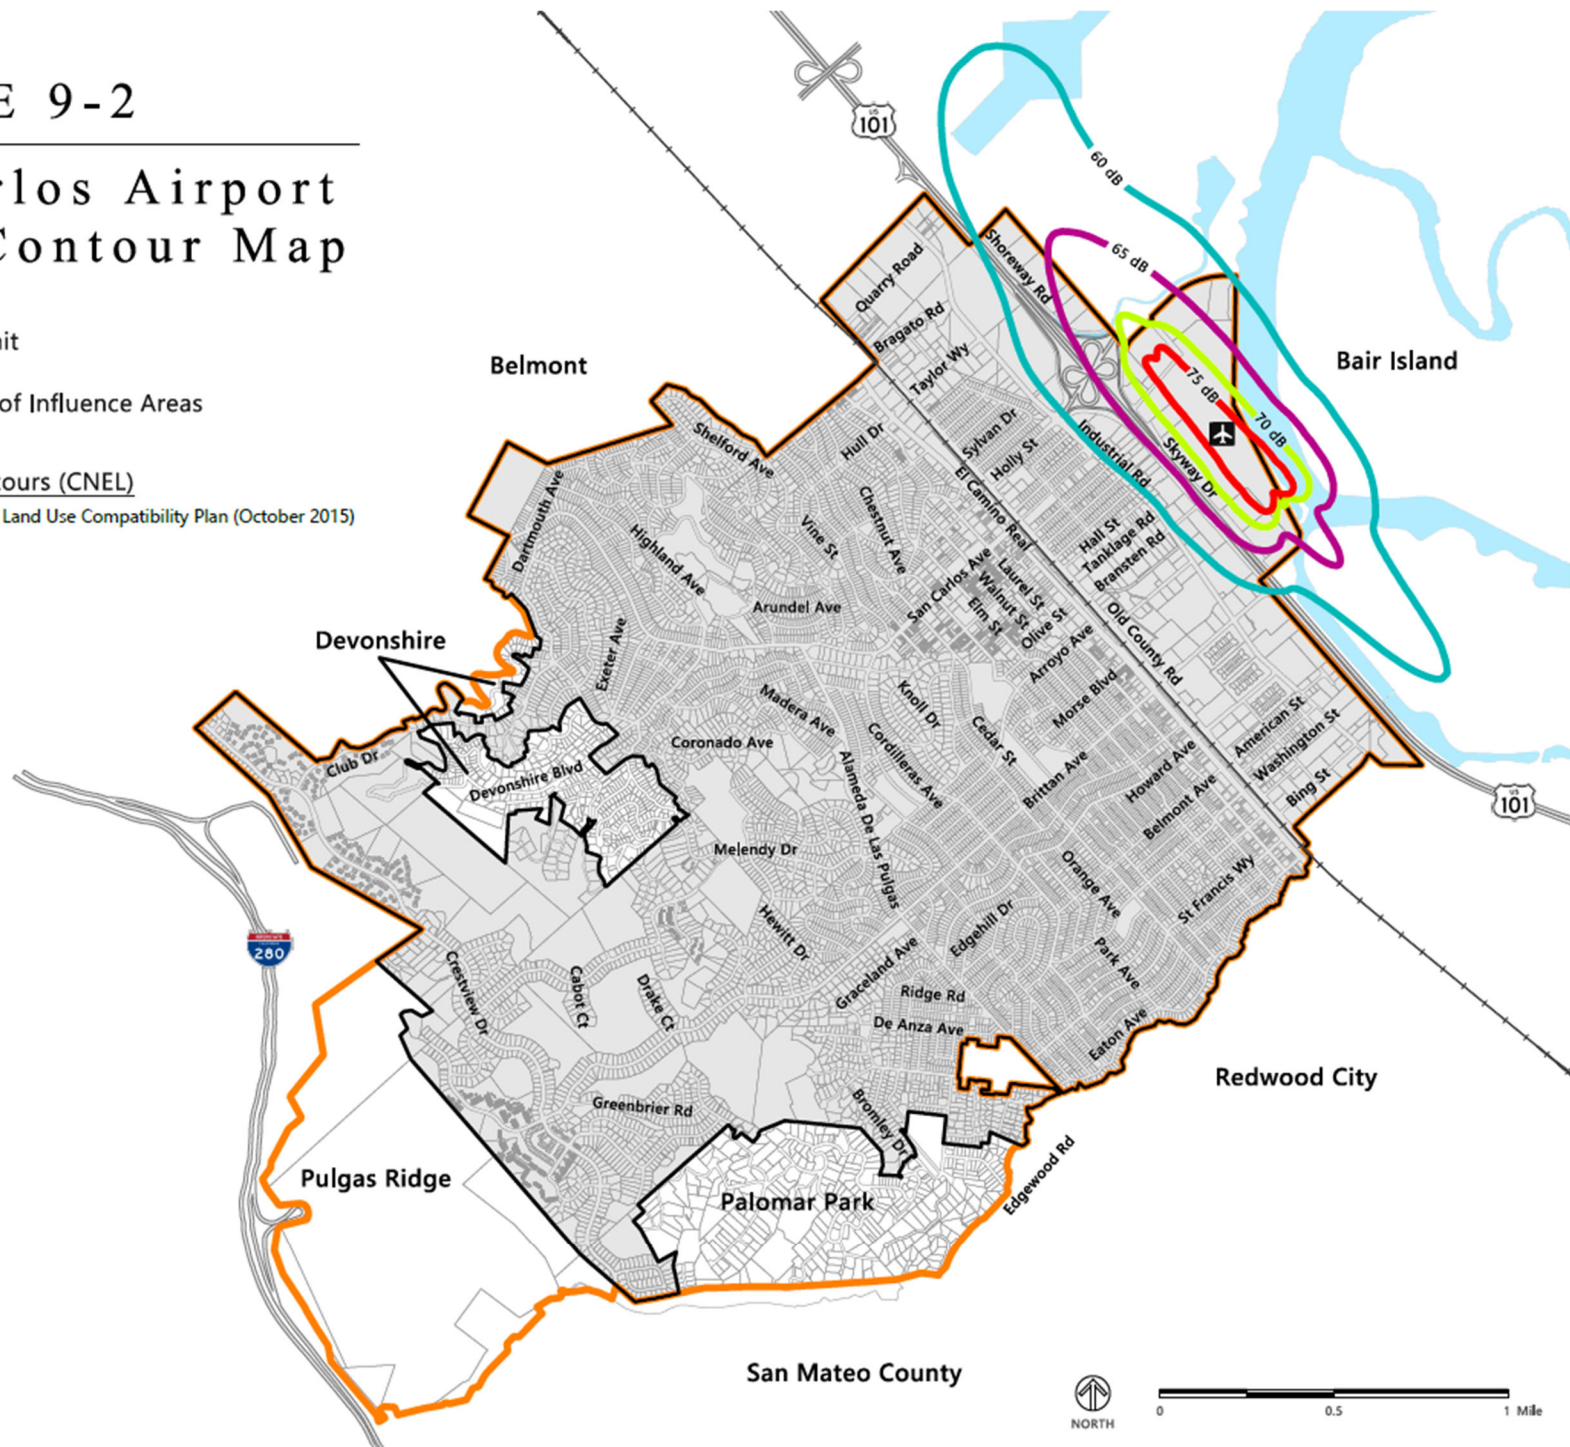 E 9-2
rlos Airport
Contour Map
of Influence Areas
tours (CNEL)
Land Use Compatibility Plan (October 2015)
US
101
60 dB
65 dB
75 dB
70 dB
Quarry Road
Shoreway Rd
Bragato Rd
Taylor Wy
Belmont
Bair Island
Shelford Ave
Hull Dr
Sylvan Dr
Holly St
Industrial Rd
Skyway Dr
El Camino Real
Dartmouth Ave
Highland Ave
Vine St
Chestnut Ave
Hall St
Tanklage Rd
Bransten Rd
San Carlos Ave
Laurel St
Walnut St
Elm St
Olive St
Arundel Ave
Old County Rd
Arroyo Ave
Devonshire
Exeter Ave
Madera Ave
Knoll Dr
Morse Blvd
Cedar St
Coronado Ave
Cordilleras Ave
American St
Washington St
Club Dr
Devonshire Blvd
Alameda De Las Pulgas
Brittan Ave
Howard Ave
Belmont Ave
Bing St
US
101
Melendy Dr
Orange Ave
St Francis Wy
Hewitt Dr
Edgehill Dr
INTERSTATE
280
Crestview Dr
Cabot Ct
Drake Ct
Graceland Ave
Park Ave
Ridge Rd
De Anza Ave
Eaton Ave
Redwood City
Greenbrier Rd
Bromley Dr
Pulgas Ridge
Palomar Park
Edgewood Rd
San Mateo County
NORTH
0 0.5 1 Mile